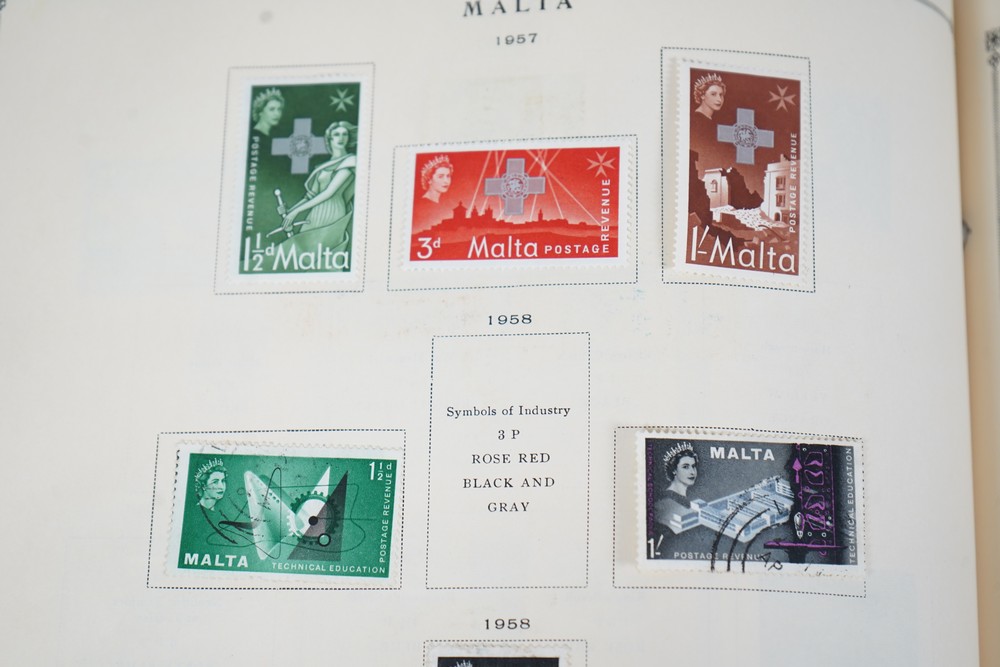 MALTA
1957
POSTAGE REVENUE
1½d Malta
3d Malta POSTAGE REVENUE
POSTAGE REVENUE
1/- Malta
1958
1½d
POSTAGE REVENUE
MALTA
TECHNICAL EDUCATION
Symbols of Industry
3 P
ROSE RED
BLACK AND
GRAY
MALTA
TECHNICAL EDUCATION
1/-
POSTAGE REVENUE
AP
1958